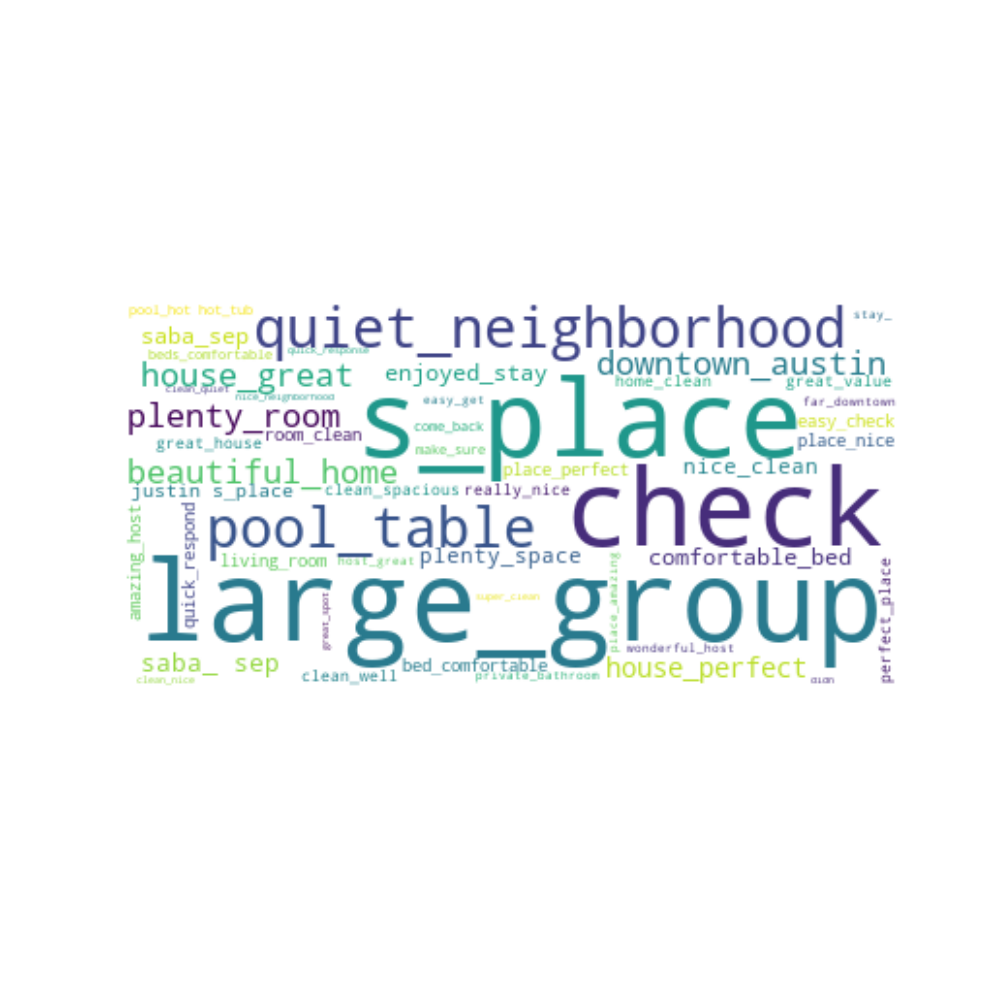 pool_hot hot_tub
quiet_neighborhood
stay_
saba_sep
quick_response
beds_comfortable
downtown_austin
house_great
enjoyed_stay
home_clean
great_value
clean_quiet
nice_neighborhood
easy_get
far_downtown
s_place
plenty_room
come_back
easy_check
room_clean
great_house
make_sure
place_nice
beautiful_home
place_perfect
nice_clean
justin s_place
clean_spacious
really_nice
check
amazing_host
quick_respond
pool_table
living_room
host_great
plenty_space
comfortable_bed
large_group
great_spot
super_clean
place_amazing
perfect_place
wonderful_host
saba_ sep
bed_comfortable
house_perfect
clean_nice
clean_well
private_bathroom